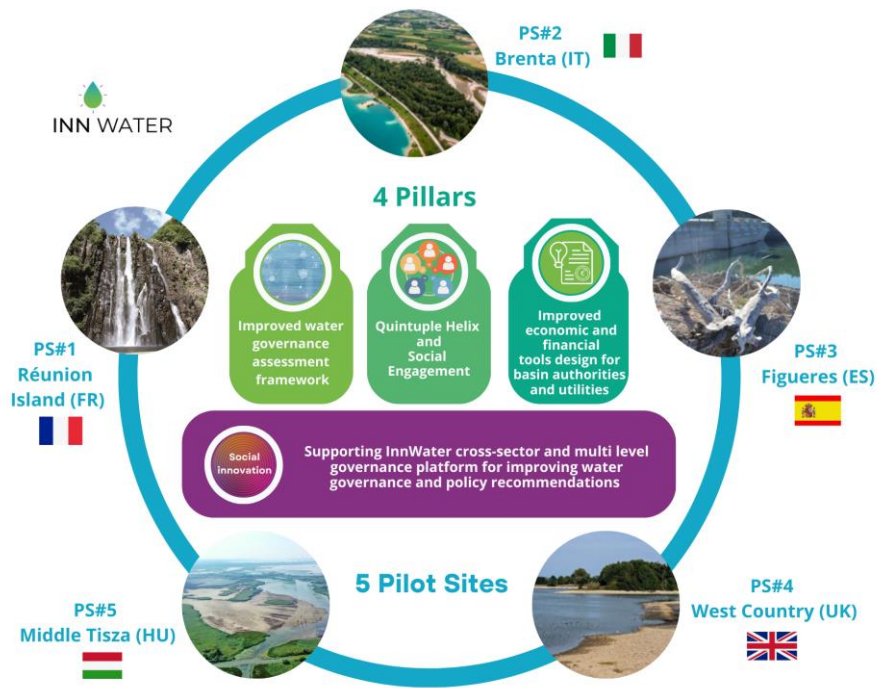 PS#2
Brenta (IT)
INN WATER
4 Pillars
Improved water
governance
assessment
framework
Quintuple Helix
and
Social
Engagement
Improved
economic and
financial
tools design for
basin authorities
and utilities
PS#1
Réunion
Island (FR)
PS#3
Figueres (ES)
Social
innovation
Supporting InnWater cross-sector and multi level
governance platform for improving water
governance and policy recommendations
5 Pilot Sites
PS#5
Middle Tisza (HU)
PS#4
West Country (UK)